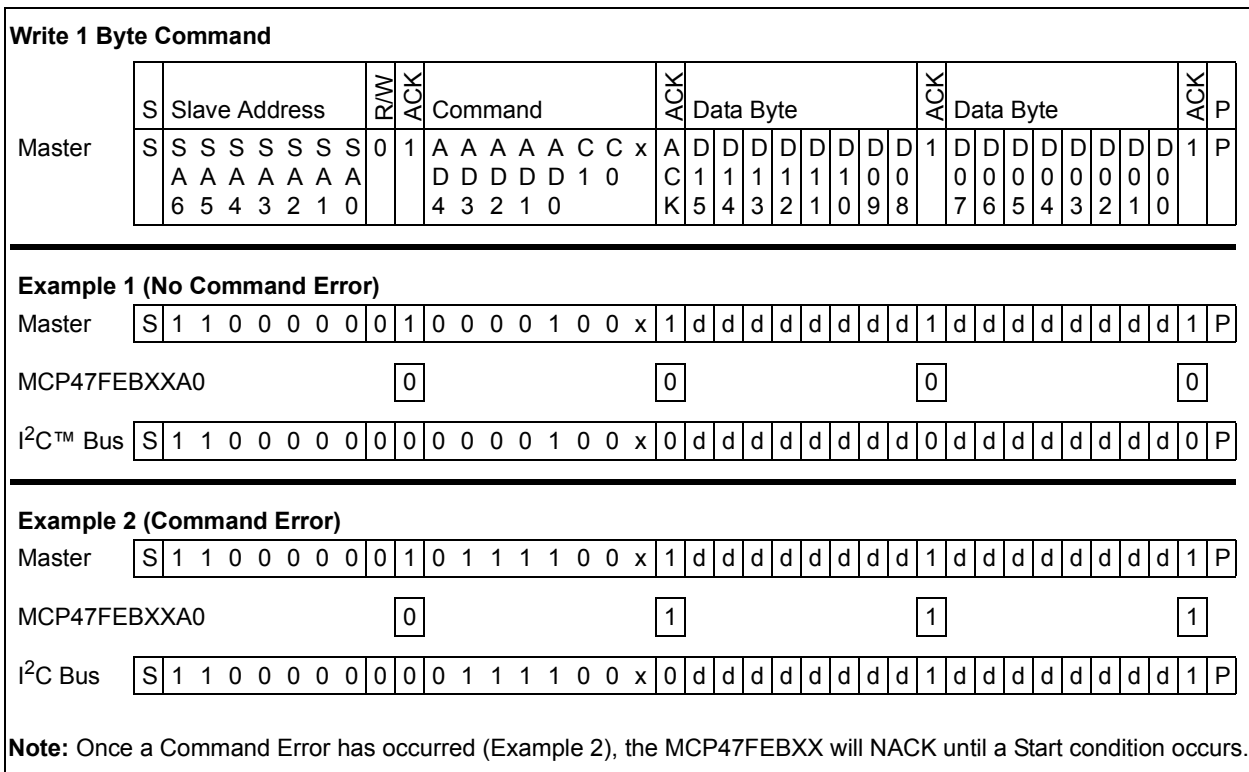 Write 1 Byte Command
S Slave Address R/W ACK Command ACK Data Byte ACK Data Byte ACK P
Master S S S S S S S S 0 1 A A A A A C C x A D D D D D D D D 1 D D D D D D D D 1 P
A A A A A A A D D D D D 1 0 C 1 1 1 1 1 1 0 0 0 0 0 0 0 0 0 0
6 5 4 3 2 1 0 4 3 2 1 0 K 5 4 3 2 1 0 9 8 7 6 5 4 3 2 1 0
Example 1 (No Command Error)
Master S 1 1 0 0 0 0 0 0 1 0 0 0 0 1 0 0 x 1 d d d d d d d d 1 d d d d d d d d 1 P
MCP47FEBXXA0 0 0 0 0
I2C™ Bus S 1 1 0 0 0 0 0 0 0 0 0 0 0 1 0 0 x 0 d d d d d d d d 0 d d d d d d d d 0 P
Example 2 (Command Error)
Master S 1 1 0 0 0 0 0 0 1 0 1 1 1 1 0 0 x 1 d d d d d d d d 1 d d d d d d d d 1 P
MCP47FEBXXA0 0 1 1 1
I2C Bus S 1 1 0 0 0 0 0 0 0 0 1 1 1 1 0 0 x 0 d d d d d d d d 1 d d d d d d d d 1 P
Note: Once a Command Error has occurred (Example 2), the MCP47FEBXX will NACK until a Start condition occurs.